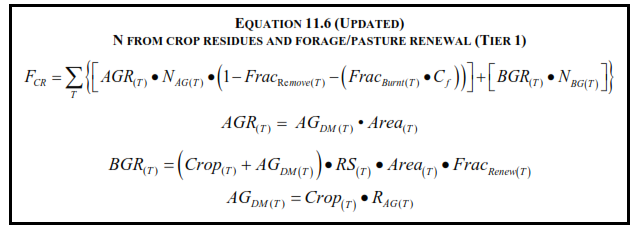 EQUATION 11.6 (UPDATED)
N FROM CROP RESIDUES AND FORAGE/PASTURE RENEWAL (TIER 1)
F_CR = ∑_T {[AGR_(T) • N_AG(T) • (1 − Frac_Remove(T) − (Frac_Burnt(T) • C_f))] + [BGR_(T) • N_BG(T)]}
AGR_(T) = AG_DM(T) • Area_(T)
BGR_(T) = (Crop_(T) + AG_DM(T)) • RS_(T) • Area_(T) • Frac_Renew(T)
AG_DM(T) = Crop_(T) • R_AG(T)